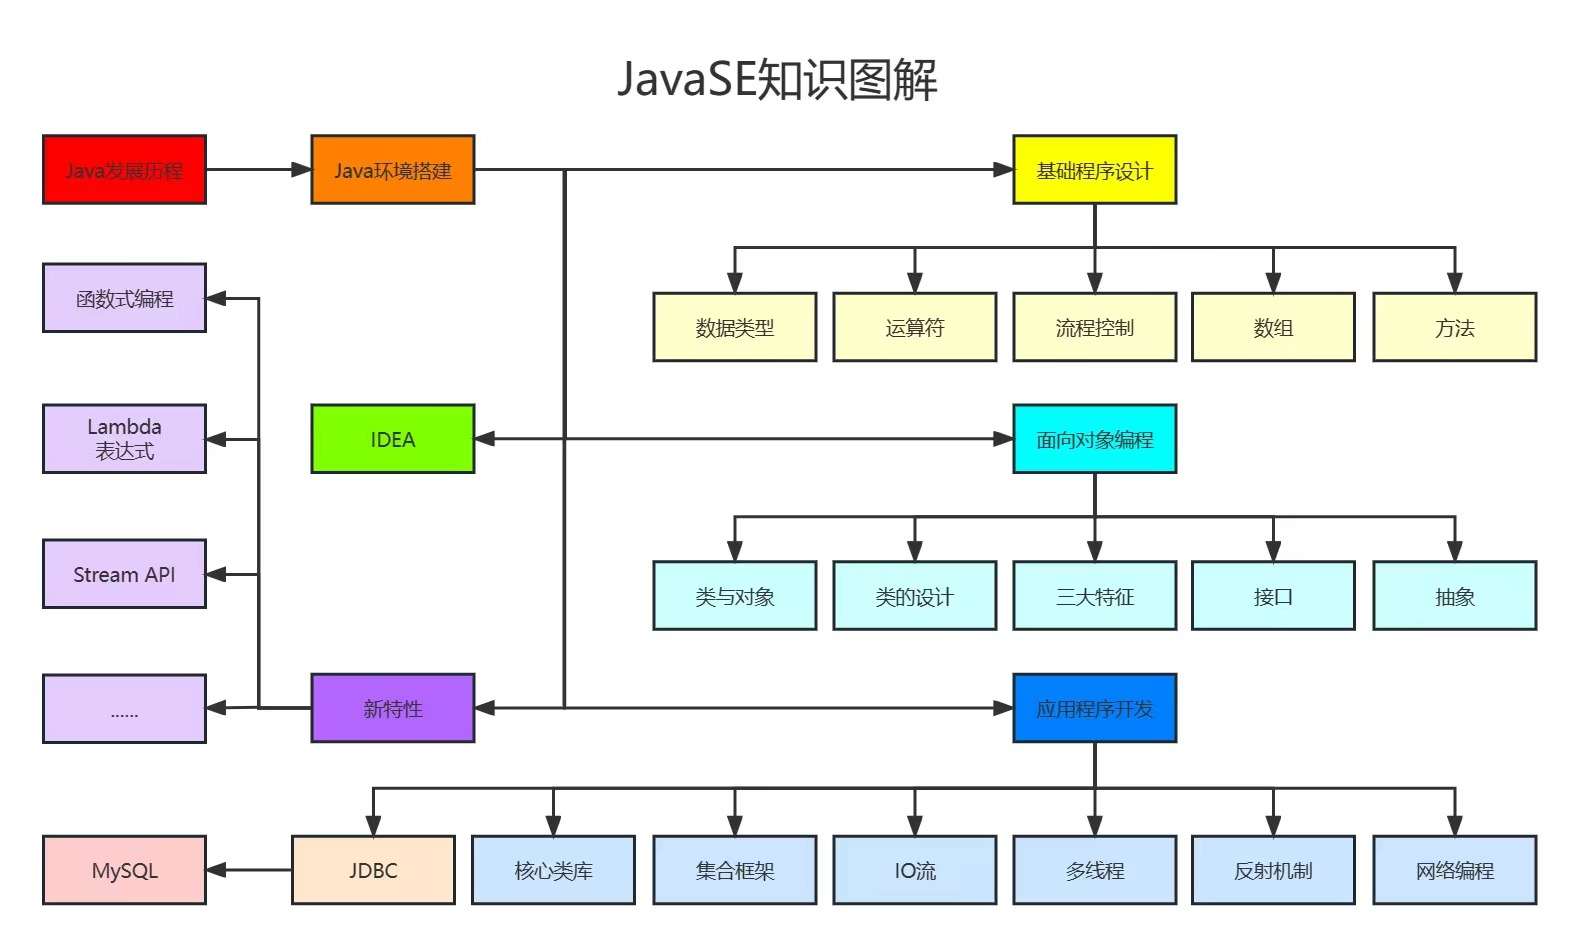 JavaSE知识图解
Java发展历程
Java环境搭建
基础程序设计
函数式编程
数据类型
运算符
流程控制
数组
方法
Lambda
表达式
IDEA
面向对象编程
Stream API
类与对象
类的设计
三大特征
接口
抽象
......
新特性
应用程序开发
MySQL
JDBC
核心类库
集合框架
IO流
多线程
反射机制
网络编程